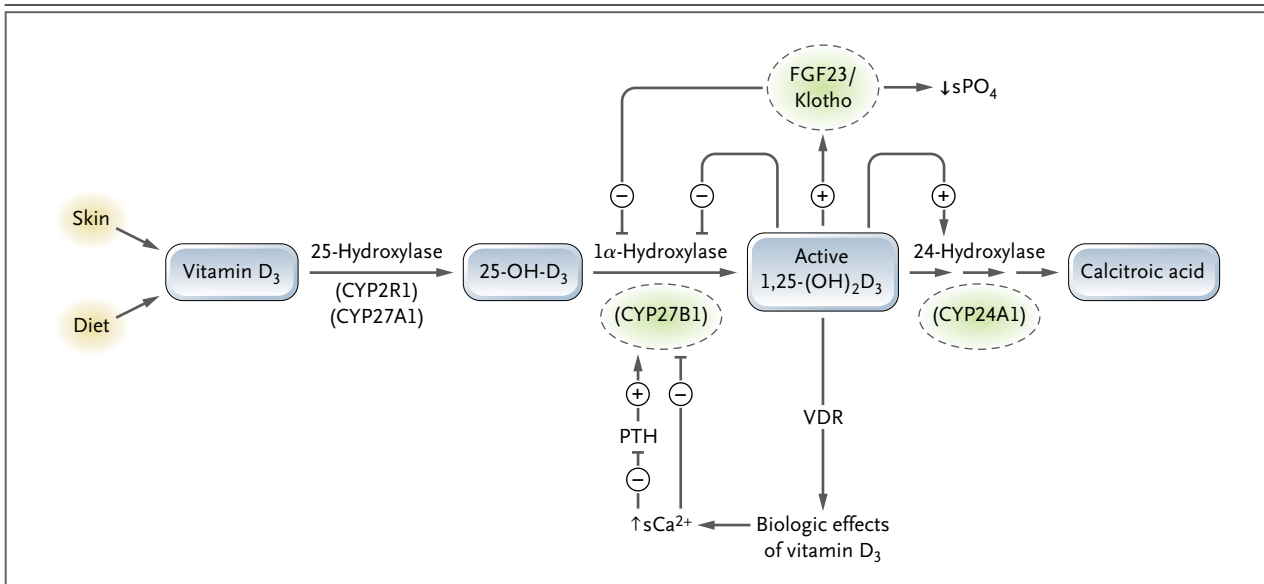 FGF23/
Klotho
↓sPO₄
−
−
+
+
Skin
Diet
Vitamin D₃
25-Hydroxylase
(CYP2R1)
(CYP27A1)
25-OH-D₃
1α-Hydroxylase
(CYP27B1)
Active
1,25-(OH)₂D₃
24-Hydroxylase
(CYP24A1)
Calcitroic acid
+
−
PTH
−
↑sCa²⁺
VDR
Biologic effects
of vitamin D₃